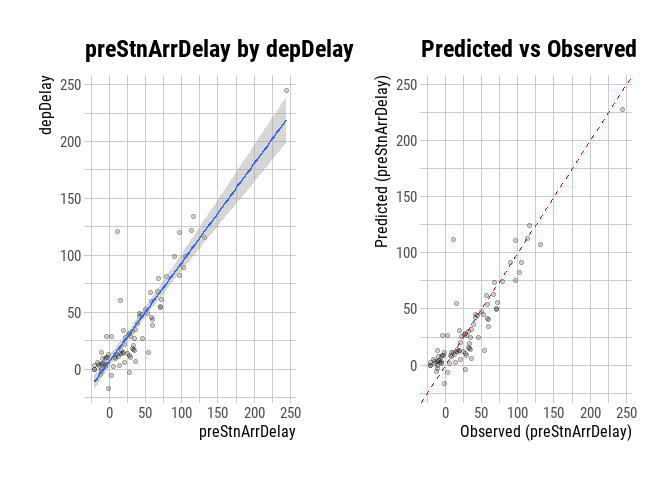 preStnArrDelay by depDelay
depDelay
250
200
150
100
50
0
0 50 100 150 200 250
preStnArrDelay
Predicted vs Observed
Predicted (preStnArrDelay)
250
200
150
100
50
0
0 50 100 150 200 250
Observed (preStnArrDelay)